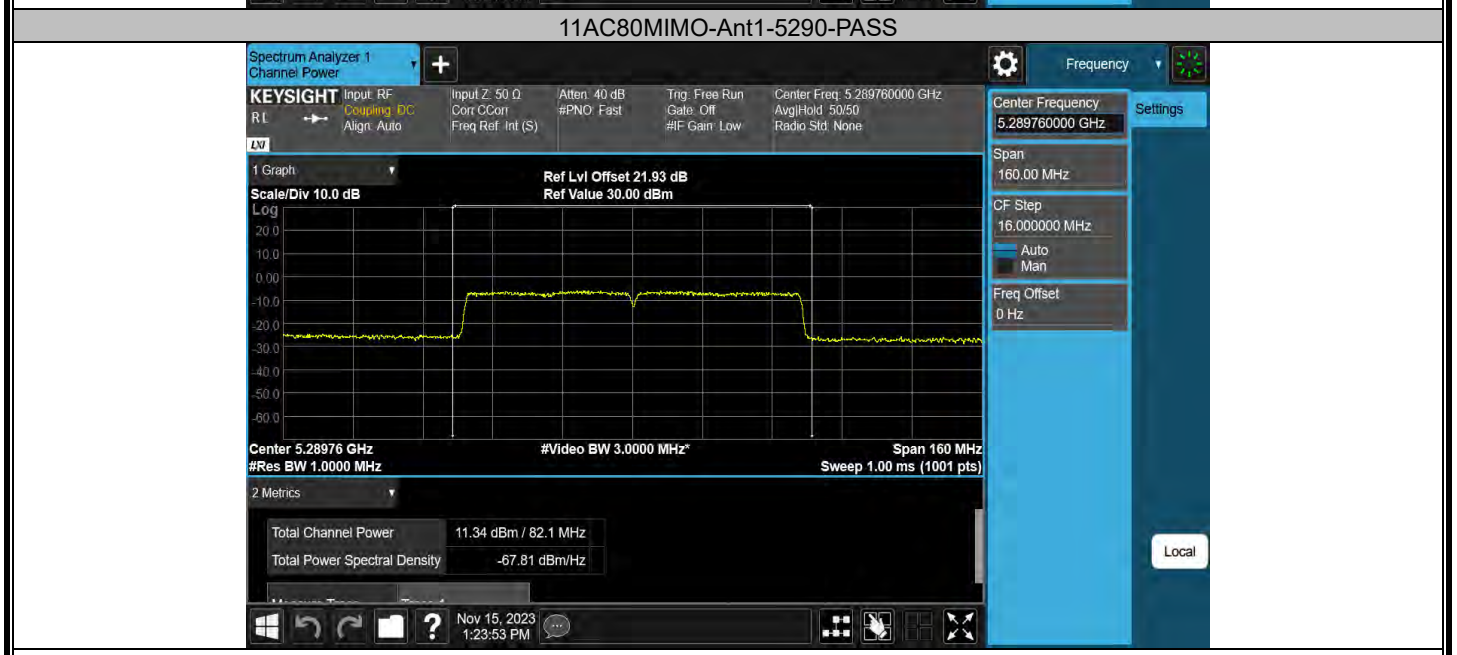 11AC80MIMO-Ant1-5290-PASS
Spectrum Analyzer 1
Channel Power
Frequency
KEYSIGHT
RL
LXI
Input: RF
Coupling: DC
Align: Auto
Input Z: 50 Ω
Corr CCorr
Freq Ref: Int (S)
Atten: 40 dB
#PNO: Fast
Trig: Free Run
Gate: Off
#IF Gain: Low
Center Freq: 5.289760000 GHz
Avg|Hold: 50/50
Radio Std: None
Center Frequency
5.289760000 GHz
Settings
Span
160.00 MHz
CF Step
16.000000 MHz
Auto
Man
Freq Offset
0 Hz
1 Graph
Scale/Div 10.0 dB
Ref Lvl Offset 21.93 dB
Ref Value 30.00 dBm
Log
20.0
10.0
0.00
-10.0
-20.0
-30.0
-40.0
-50.0
-60.0
Center 5.28976 GHz
#Video BW 3.0000 MHz*
Span 160 MHz
#Res BW 1.0000 MHz
Sweep 1.00 ms (1001 pts)
2 Metrics
Total Channel Power 11.34 dBm / 82.1 MHz
Total Power Spectral Density -67.81 dBm/Hz
Local
Nov 15, 2023
1:23:53 PM